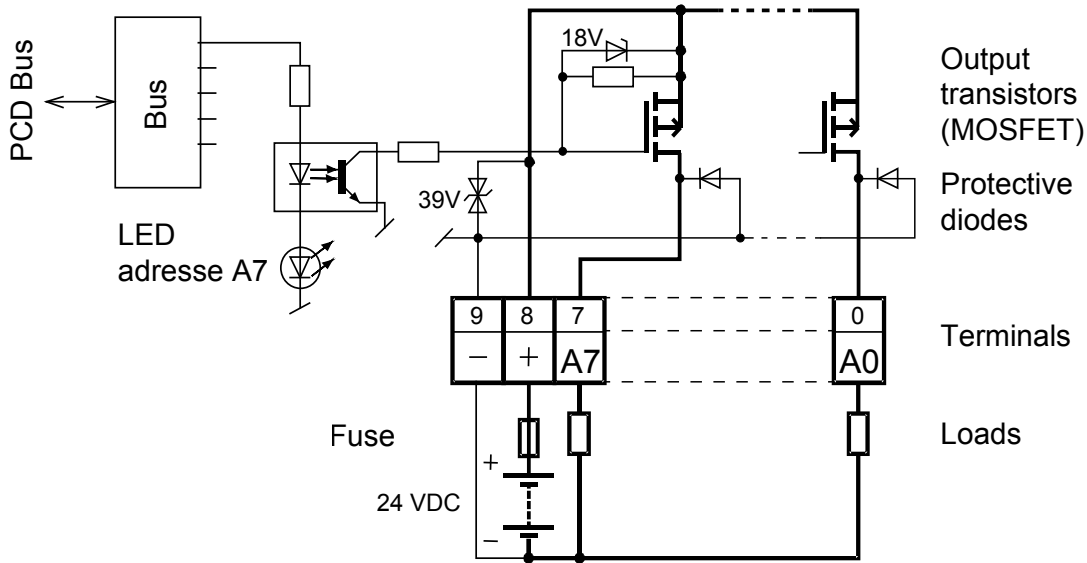 PCD Bus
Bus
18V
Output
transistors
(MOSFET)
39V
Protective
diodes
LED
adresse A7
9 8 7 0
− + A7 A0
Terminals
Fuse
Loads
+
24 VDC
−